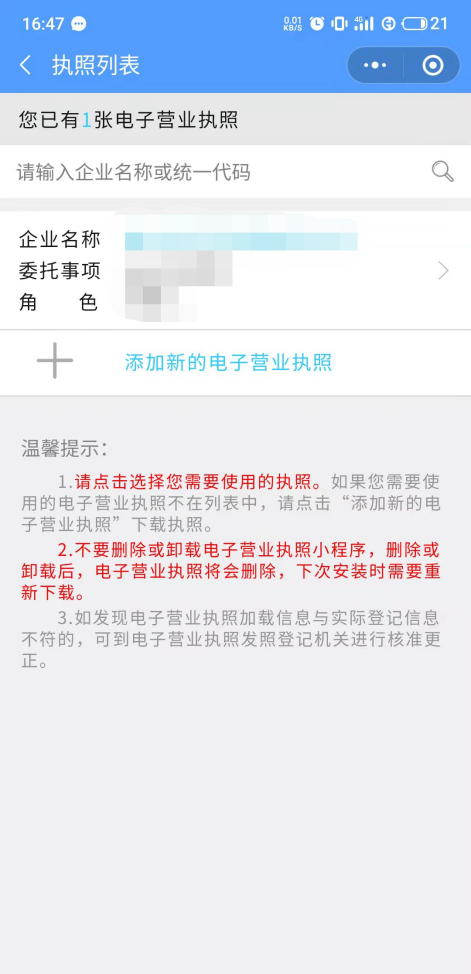 16:47
0.01
KB/S
4G
21
执照列表
您已有1张电子营业执照
请输入企业名称或统一代码
企业名称
委托事项
角 色
添加新的电子营业执照
温馨提示：
1.请点击选择您需要使用的执照。如果您需要使
用的电子营业执照不在列表中，请点击“添加新的电
子营业执照”下载执照。
2.不要删除或卸载电子营业执照小程序，删除或
卸载后，电子营业执照将会删除，下次安装时需要重
新下载。
3.如发现电子营业执照加载信息与实际登记信息
不符的，可到电子营业执照发照登记机关进行核准更
正。